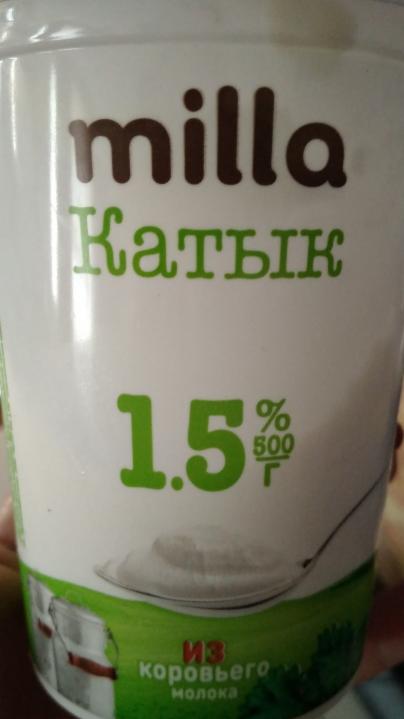 milla
Катык
1.5 %
500
г
из
коровьего
молока